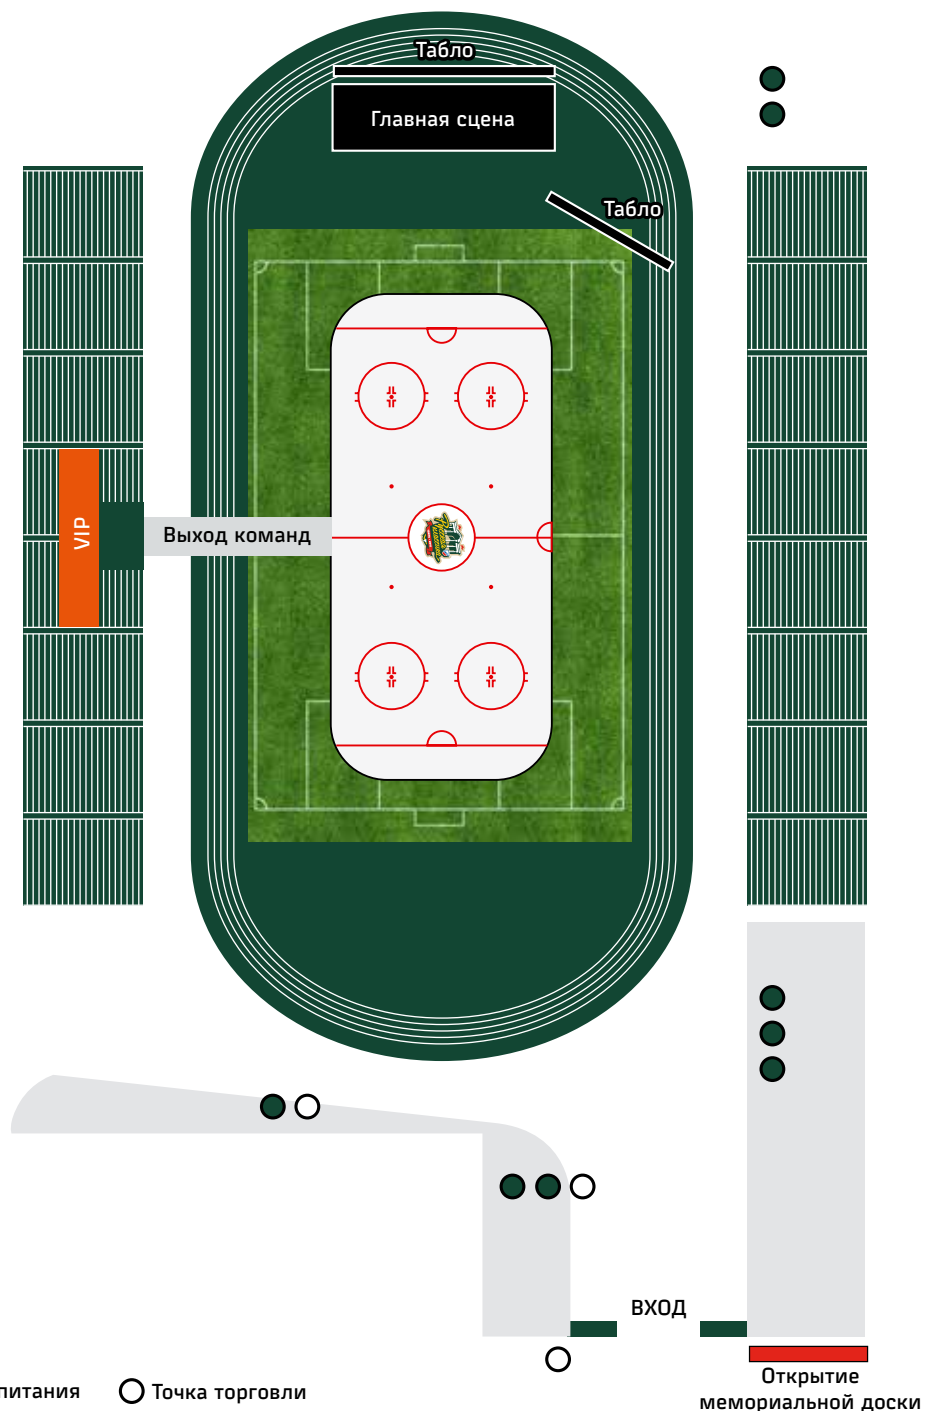 Табло
Главная сцена
Табло
VIP
Выход команд
ВХОД
питания
Точка торговли
Открытие
мемориальной доски